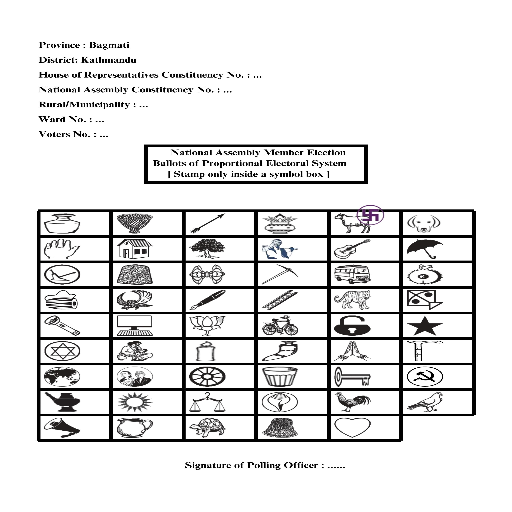 Province : Bagmati
District: Kathmandu
House of Representatives Constituency No. : ...
National Assembly Constituency No. : ...
Rural/Municipality : ...
Ward No. : ...
Voters No. : ...
National Assembly Member Election
Ballots of Proportional Electoral System
[ Stamp only inside a symbol box ]
Signature of Polling Officer : ......